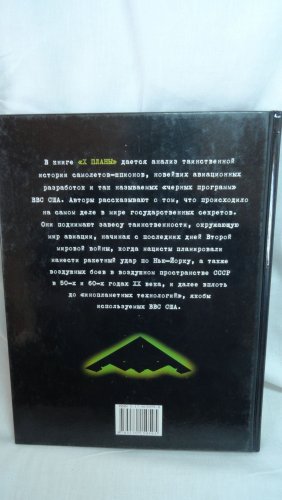 В книге «Х ПЛАНЫ» дается анализ таинственной
истории самолетов-шпионов, новейших авиационных
разработок и так называемых «черных программ»
ВВС США. Авторы рассказывают о том, что происходило
на самом деле в мире государственных секретов.
Они поднимают завесу таинственности, окружающую
мир авиации, начиная с последних дней Второй
мировой войны, когда нацисты планировали
нанести ракетный удар по Нью-Йорку, а также
воздушных боев в воздушном пространстве СССР
в 50-х и 60-х годах XX века, и далее вплоть
до «инопланетных технологий», якобы
используемых ВВС США.